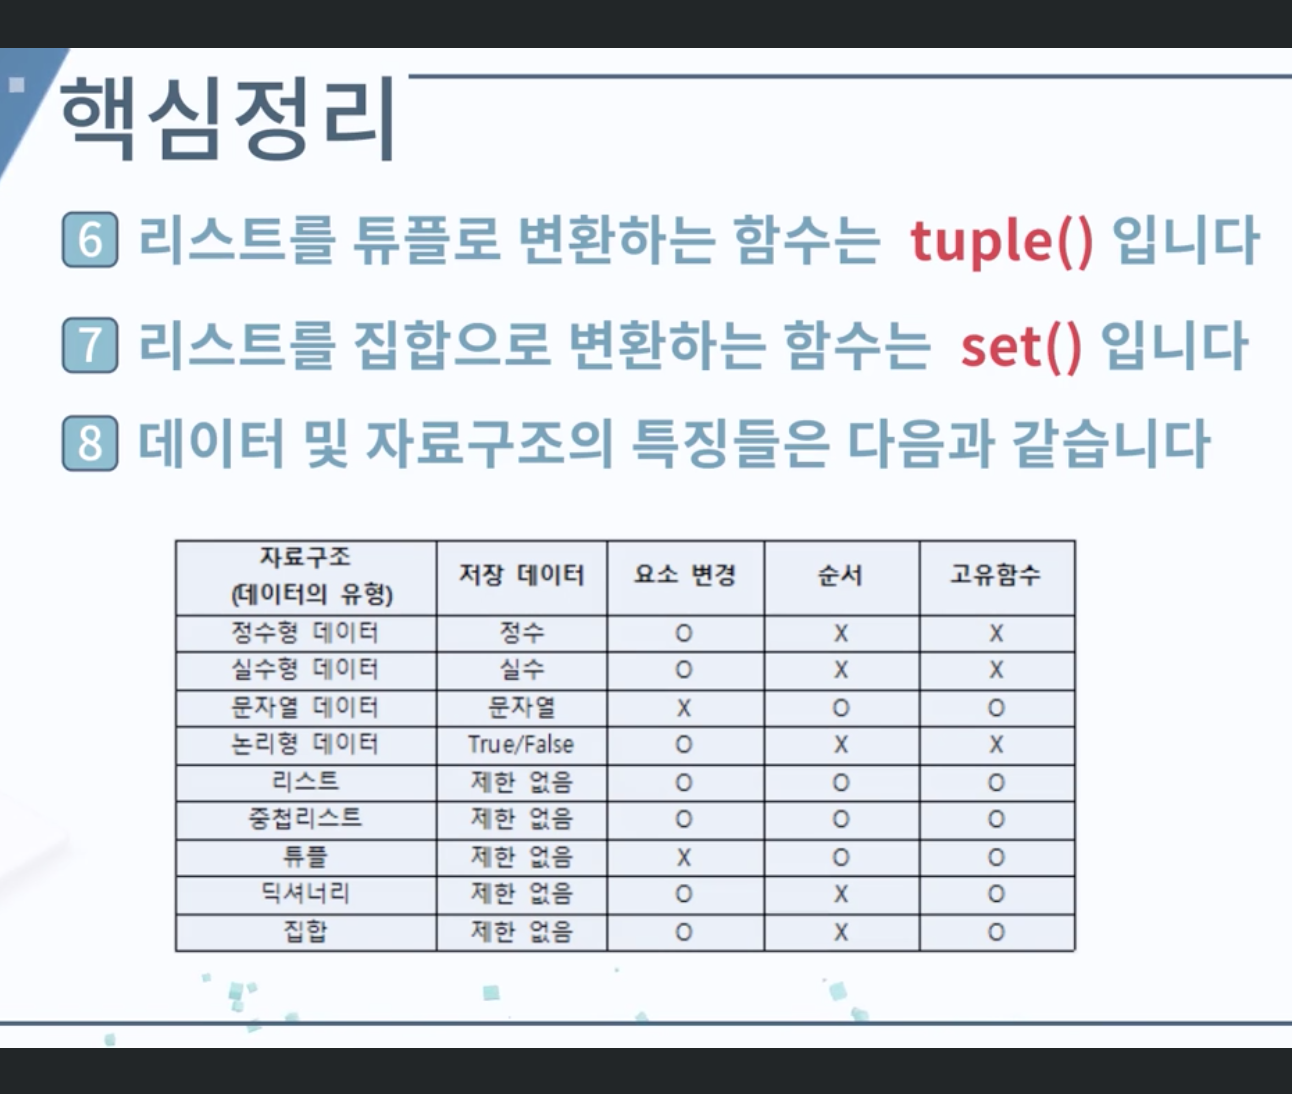 핵심정리
6 리스트를 튜플로 변환하는 함수는 tuple() 입니다
7 리스트를 집합으로 변환하는 함수는 set() 입니다
8 데이터 및 자료구조의 특징들은 다음과 같습니다
자료구조
(데이터의 유형) 저장 데이터 요소 변경 순서 고유함수
정수형 데이터 정수 O X X
실수형 데이터 실수 O X X
문자열 데이터 문자열 X O O
논리형 데이터 True/False O X X
리스트 제한 없음 O O O
중첩리스트 제한 없음 O O O
튜플 제한 없음 X O O
딕셔너리 제한 없음 O X O
집합 제한 없음 O X O